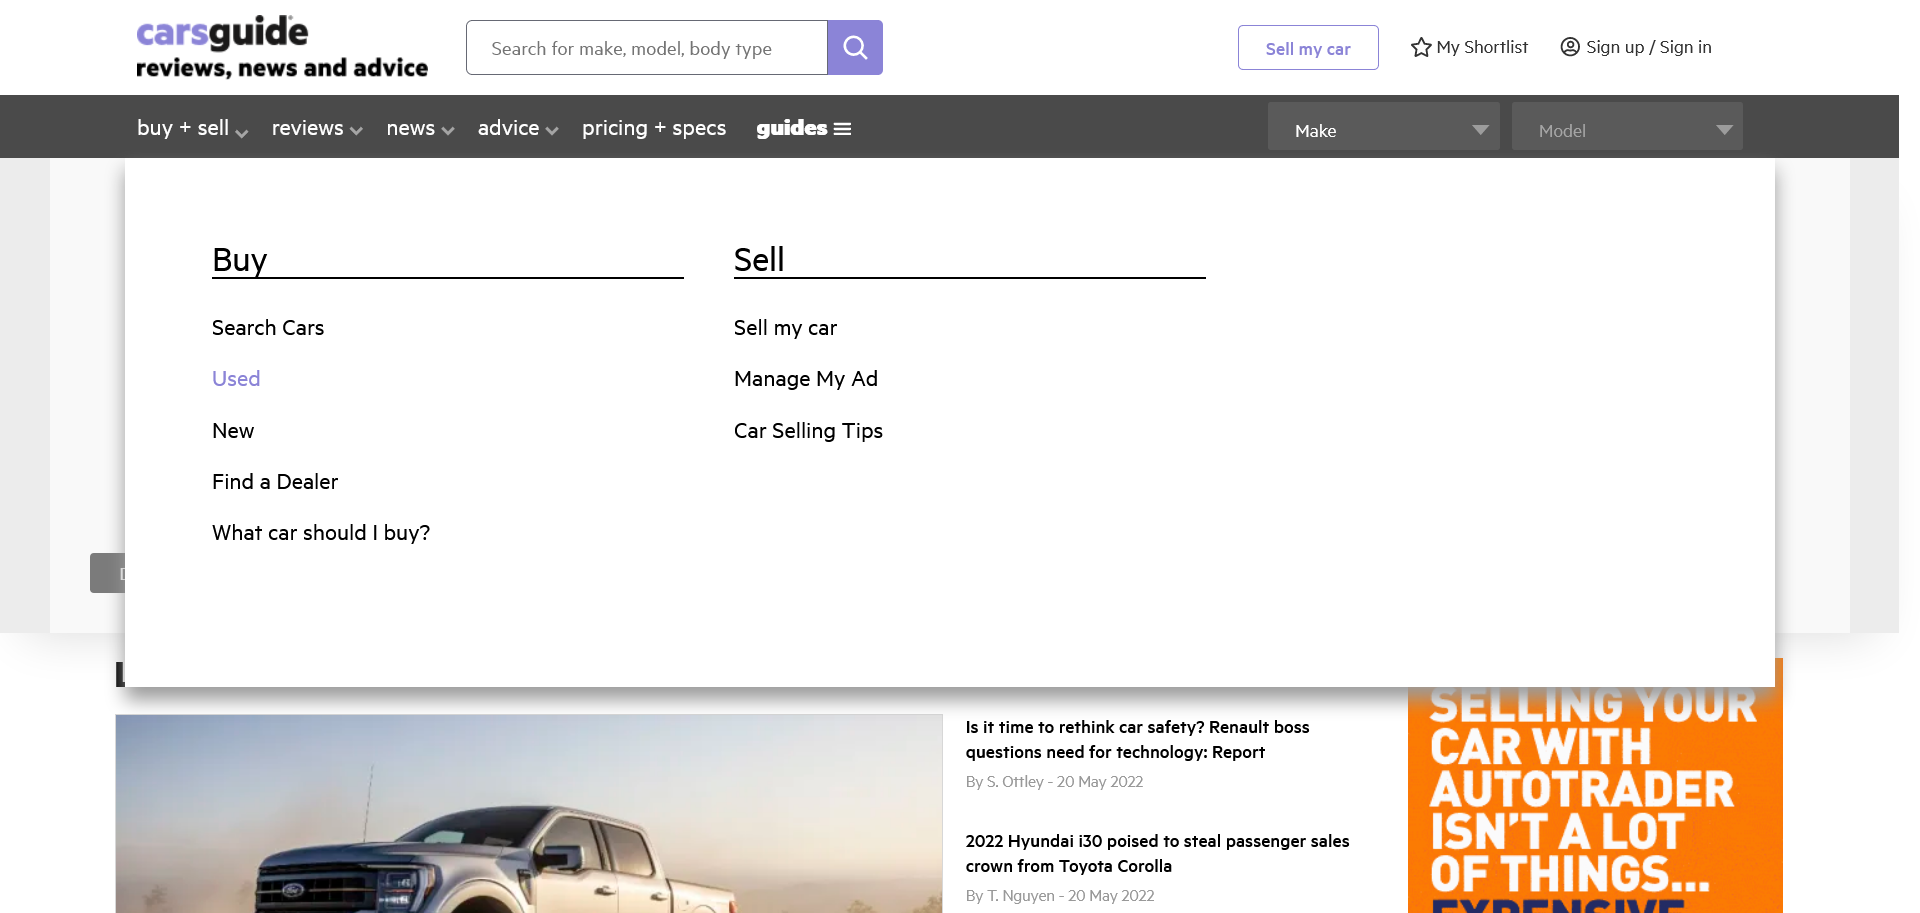 carsguide
reviews, news and advice
Search for make, model, body type
Sell my car
My Shortlist
Sign up / Sign in
buy + sell
reviews
news
advice
pricing + specs
guides
Make
Model
Buy
Search Cars
Used
New
Find a Dealer
What car should I buy?
Sell
Sell my car
Manage My Ad
Car Selling Tips
Is it time to rethink car safety? Renault boss
questions need for technology: Report
By S. Ottley - 20 May 2022
2022 Hyundai i30 poised to steal passenger sales
crown from Toyota Corolla
By T. Nguyen - 20 May 2022
SELLING YOUR
CAR WITH
AUTOTRADER
ISN'T A LOT
OF THINGS...
EXPENSIVE
Ford